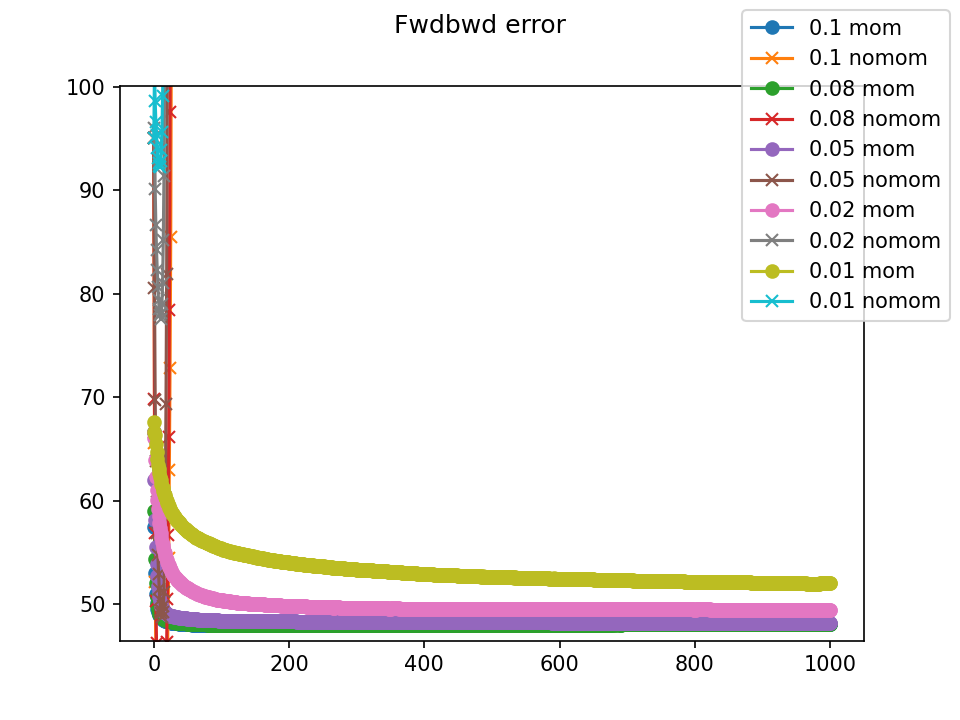 Fwdbwd error
0.1 mom
0.1 nomom
0.08 mom
0.08 nomom
0.05 mom
0.05 nomom
0.02 mom
0.02 nomom
0.01 mom
0.01 nomom
100
90
80
70
60
50
0 200 400 600 800 1000